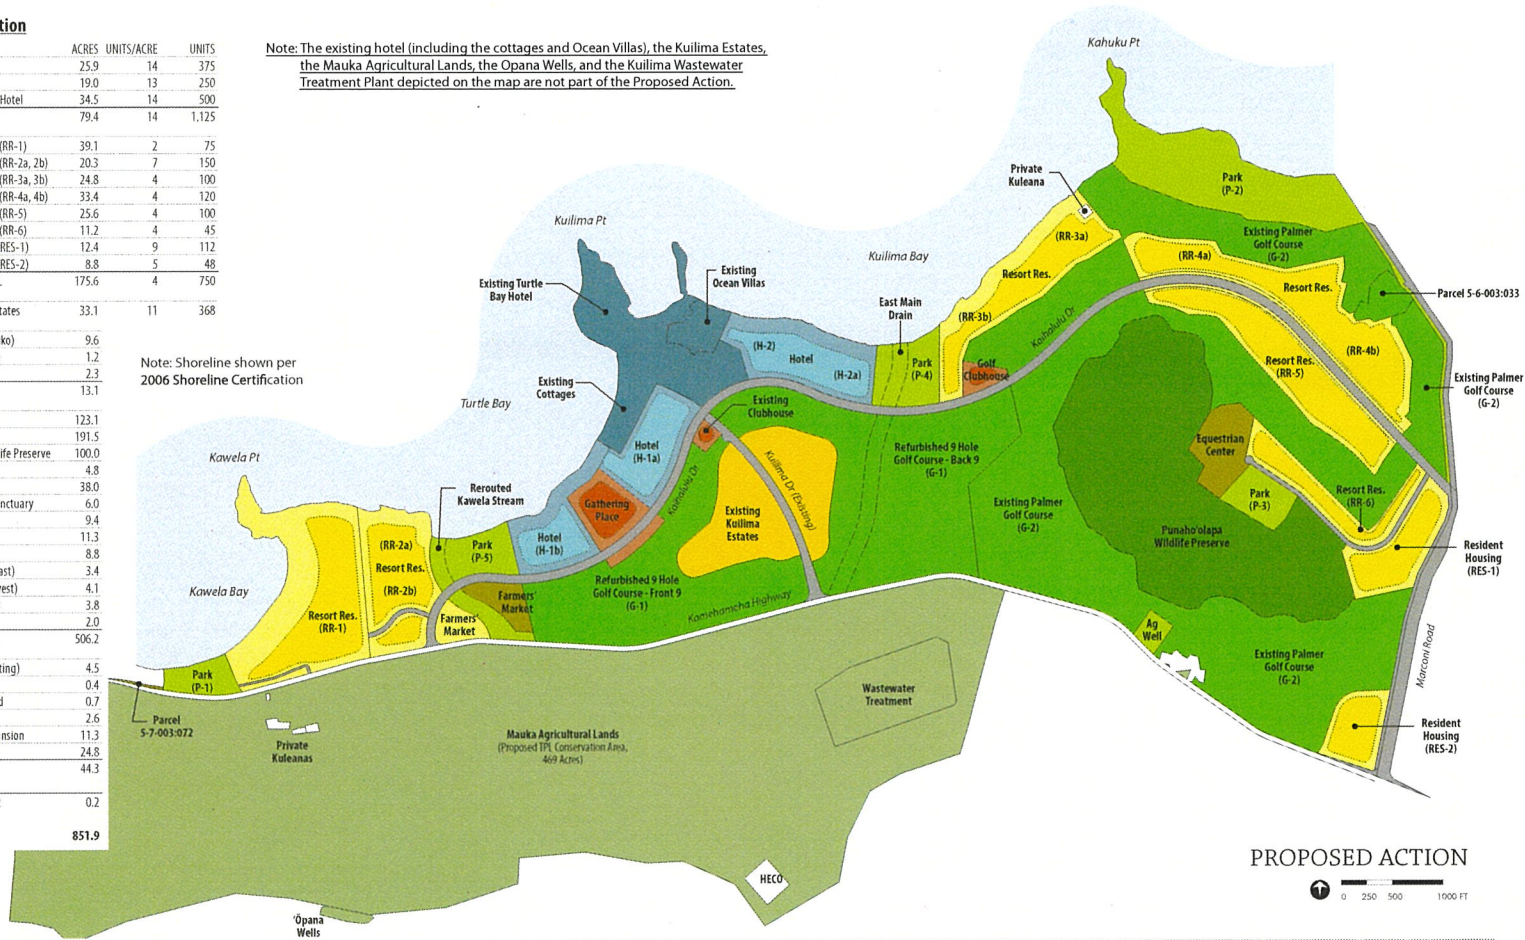 tion
ACRES UNITS/ACRE UNITS
25.9 14 375
19.0 13 250
Hotel 34.5 14 500
79.4 14 1,125
(RR-1) 39.1 2 75
(RR-2a, 2b) 20.3 7 150
(RR-3a, 3b) 24.8 4 100
(RR-4a, 4b) 33.4 4 120
(RR-5) 25.6 4 100
(RR-6) 11.2 4 45
RES-1) 12.4 9 112
RES-2) 8.8 5 48
175.6 4 750
tates 33.1 11 368
ko) 9.6
1.2
2.3
13.1
123.1
191.5
ife Preserve 100.0
4.8
38.0
nctuary 6.0
9.4
11.3
8.8
ast) 3.4
vest) 4.1
3.8
2.0
506.2
ting) 4.5
0.4
d 0.7
2.6
nsion 11.3
24.8
44.3
0.2
851.9
Note: The existing hotel (including the cottages and Ocean Villas), the Kuilima Estates,
the Mauka Agricultural Lands, the Opana Wells, and the Kuilima Wastewater
Treatment Plant depicted on the map are not part of the Proposed Action.
Note: Shoreline shown per
2006 Shoreline Certification
Kahuku Pt
Private
Kuleana
Park
(P-2)
Kuilima Pt
Existing Palmer
Golf Course
(G-2)
(RR-3a)
Kuilima Bay
(RR-4a)
Existing Turtle
Bay Hotel
Existing
Ocean Villas
Resort Res.
Resort Res.
Parcel 5-6-003:033
East Main
Drain
(RR-3b)
Kaihalulu Dr
(H-2)
Hotel
(H-2a)
Park
(P-4)
Golf
Clubhouse
Resort Res.
(RR-5)
(RR-4b)
Existing Palmer
Golf Course
(G-2)
Existing
Cottages
Turtle Bay
Existing
Clubhouse
Hotel
(H-1a)
Refurbished 9 Hole
Golf Course - Back 9
(G-1)
Equestrian
Center
Kawela Pt
Rerouted
Kawela Stream
Kaihalulu Dr
Kuilima Dr (Existing)
Gathering
Place
Existing
Kuilima
Estates
Existing Palmer
Golf Course
(G-2)
Park
(P-3)
Resort Res.
(RR-6)
Punaho'olapa
Wildlife Preserve
Hotel
(H-1b)
Park
(P-5)
(RR-2a)
Resort Res.
(RR-2b)
Resident
Housing
(RES-1)
Kawela Bay
Refurbished 9 Hole
Golf Course - Front 9
(G-1)
Kamehameha Highway
Farmers'
Market
Farmers'
Market
Resort Res.
(RR-1)
Ag
Well
Existing Palmer
Golf Course
(G-2)
Marconi Road
Park
(P-1)
Wastewater
Treatment
Parcel
5-7-003:072
Private
Kuleanas
Mauka Agricultural Lands
(Proposed TPL Conservation Area,
469 Acres)
Resident
Housing
(RES-2)
HECO
'Ōpana
Wells
PROPOSED ACTION
0 250 500 1000 FT